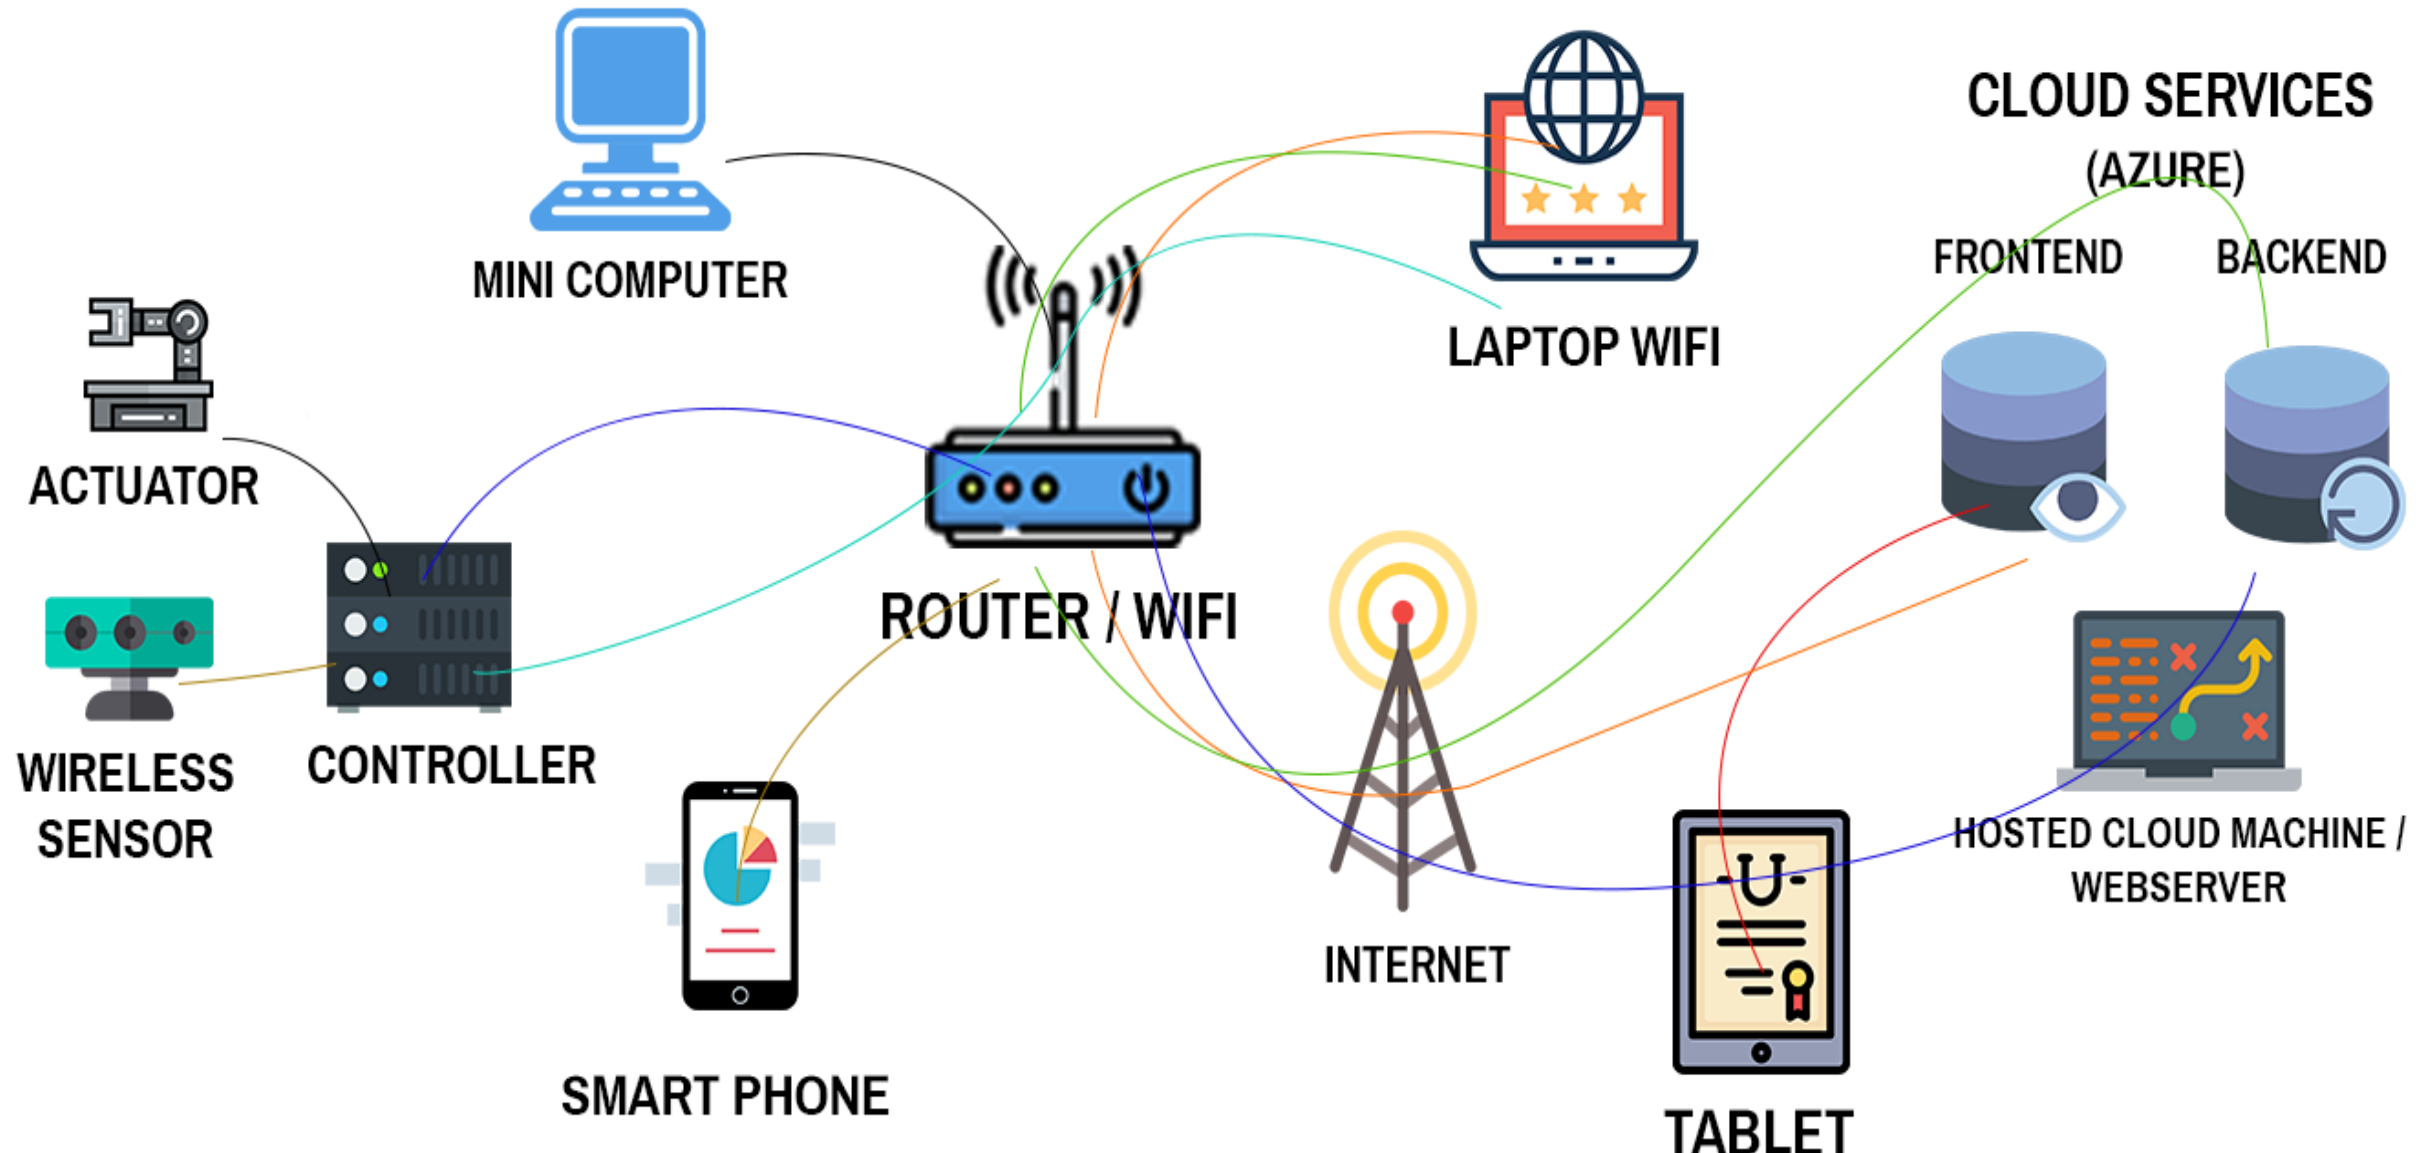 MINI COMPUTER
ACTUATOR
WIRELESS
SENSOR
CONTROLLER
ROUTER / WIFI
SMART PHONE
LAPTOP WIFI
INTERNET
TABLET
CLOUD SERVICES
(AZURE)
FRONTEND
BACKEND
HOSTED CLOUD MACHINE /
WEBSERVER